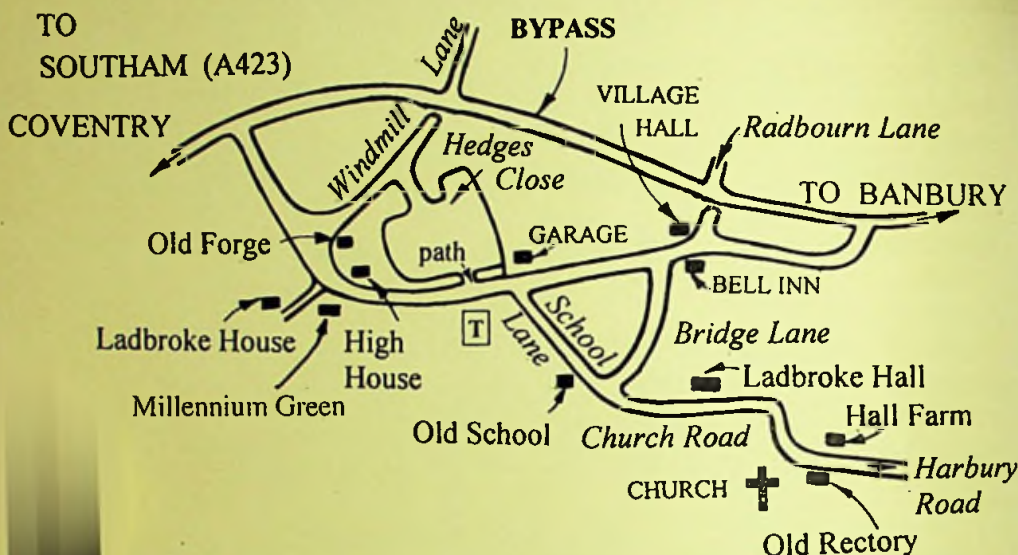 TO
SOUTHAM (A423)
COVENTRY
BYPASS
Lane
Windmill
VILLAGE
HALL
Radbourn Lane
Hedges
Close
TO BANBURY
Old Forge
path
GARAGE
BELL INN
Ladbroke House
High
House
Millennium Green
T
School
Lane
Bridge Lane
Old School
Ladbroke Hall
Church Road
Hall Farm
Harbury
Road
CHURCH
Old Rectory